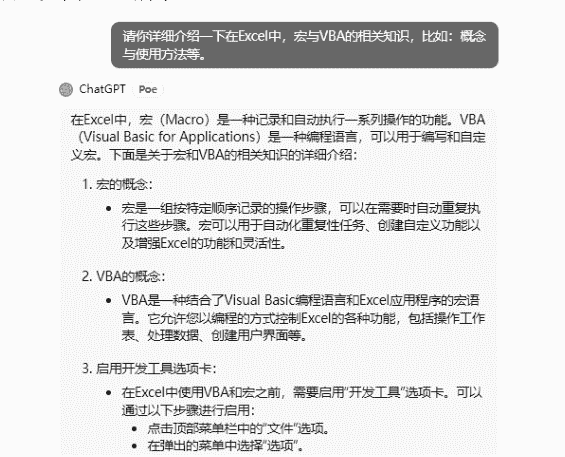 请你详细介绍一下在Excel中，宏与VBA的相关知识，比如：概念
与使用方法等。
ChatGPT Poe
在Excel中，宏（Macro）是一种记录和自动执行一系列操作的功能。VBA
（Visual Basic for Applications）是一种编程语言，可以用于编写和自定
义宏。下面是关于宏和VBA的相关知识的详细介绍：
1. 宏的概念：
• 宏是一组按特定顺序记录的操作步骤，可以在需要时自动重复执
行这些步骤。宏可以用于自动化重复性任务、创建自定义功能以
及增强Excel的功能和灵活性。
2. VBA的概念：
• VBA是一种结合了Visual Basic编程语言和Excel应用程序的宏语
言。它允许您以编程的方式控制Excel的各种功能，包括操作工作
表、处理数据、创建用户界面等。
3. 启用开发工具选项卡：
• 在Excel中使用VBA和宏之前，需要启用“开发工具”选项卡。可以
通过以下步骤进行启用：
• 点击顶部菜单栏中的“文件”选项。
• 在弹出的菜单中选择“选项”。